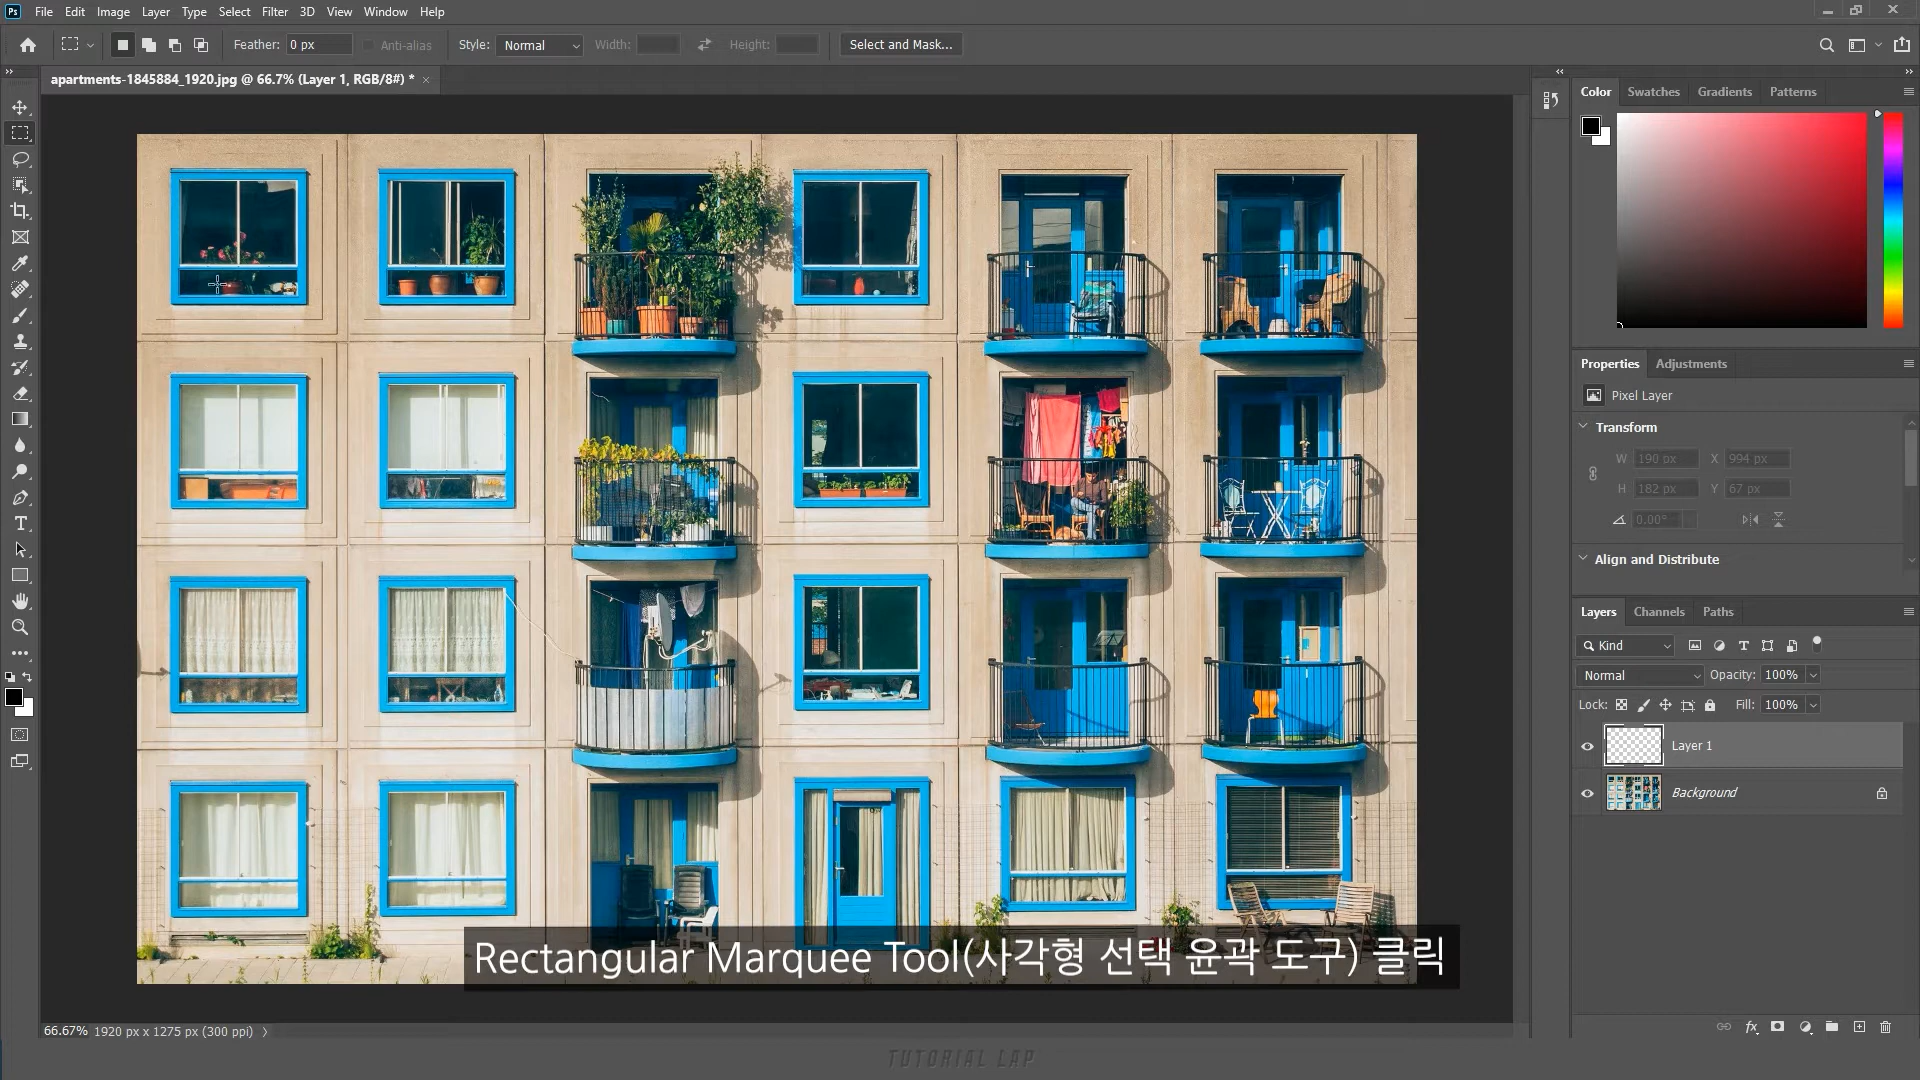 Ps File Edit Image Layer Type Select Filter 3D View Window Help
Feather: 0 px Anti-alias Style: Normal Width: Height: Select and Mask...
apartments-1845884_1920.jpg @ 66.7% (Layer 1, RGB/8#) * ×
Color Swatches Gradients Patterns
Properties Adjustments
Pixel Layer
Transform
W 190 px X 994 px
H 182 px Y 67 px
0.00°
Align and Distribute
Layers Channels Paths
Kind
Normal Opacity: 100%
Lock: Fill: 100%
Layer 1
Background
Rectangular Marquee Tool(사각형 선택 윤곽 도구) 클릭
66.67% 1920 px x 1275 px (300 ppi)
TUTORIAL LAP